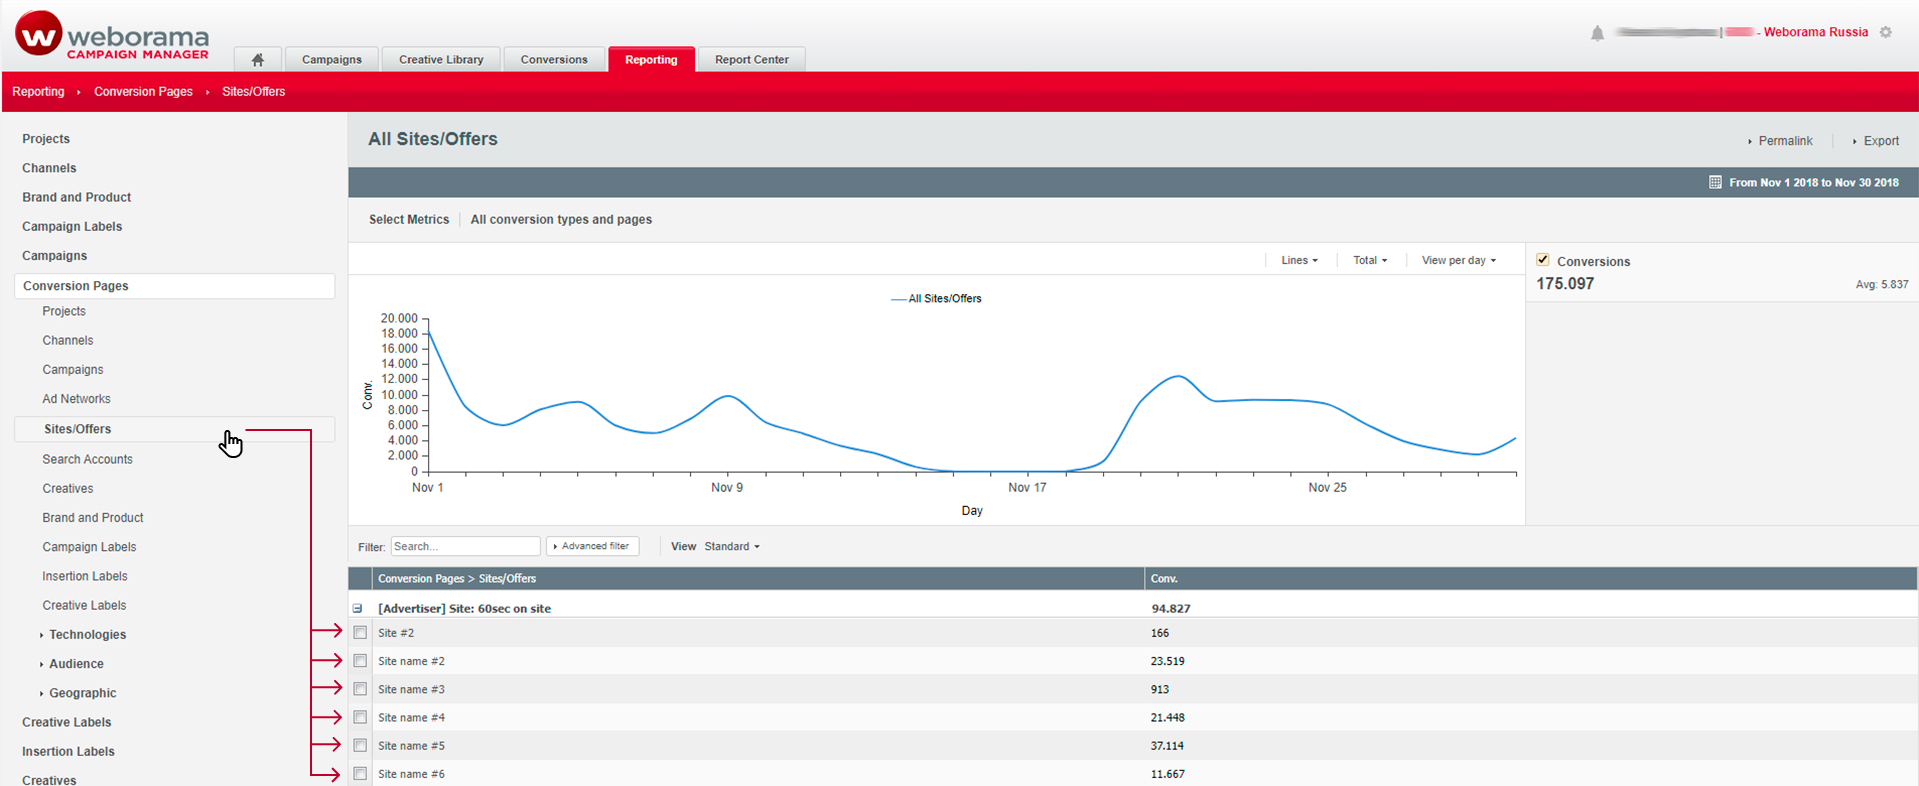 weborama
CAMPAIGN MANAGER
Campaigns
Creative Library
Conversions
Reporting
Report Center
- Weborama Russia
Reporting
Conversion Pages
Sites/Offers
Projects
Channels
Brand and Product
Campaign Labels
Campaigns
Conversion Pages
Projects
Channels
Campaigns
Ad Networks
Sites/Offers
Search Accounts
Creatives
Brand and Product
Campaign Labels
Insertion Labels
Creative Labels
Technologies
Audience
Geographic
Creative Labels
Insertion Labels
Creatives
All Sites/Offers
Permalink
Export
From Nov 1 2018 to Nov 30 2018
Select Metrics
All conversion types and pages
Lines
Total
View per day
Conversions
175.097
Avg: 5.837
All Sites/Offers
20.000
18.000
16.000
14.000
12.000
10.000
8.000
6.000
4.000
2.000
0
Conv.
Nov 1
Nov 9
Nov 17
Nov 25
Day
Filter:
Search...
Advanced filter
View
Standard
Conversion Pages > Sites/Offers
Conv.
[Advertiser] Site: 60sec on site
94.827
Site #2
166
Site name #2
23.519
Site name #3
913
Site name #4
21.448
Site name #5
37.114
Site name #6
11.667